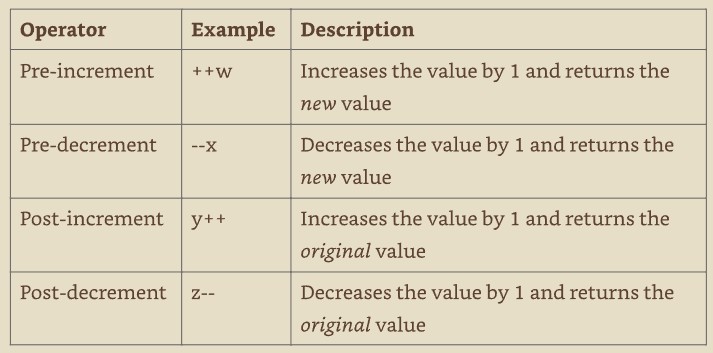 Operator Example Description
Pre-increment ++w Increases the value by 1 and returns the
new value
Pre-decrement --x Decreases the value by 1 and returns the
new value
Post-increment y++ Increases the value by 1 and returns the
original value
Post-decrement z-- Decreases the value by 1 and returns the
original value